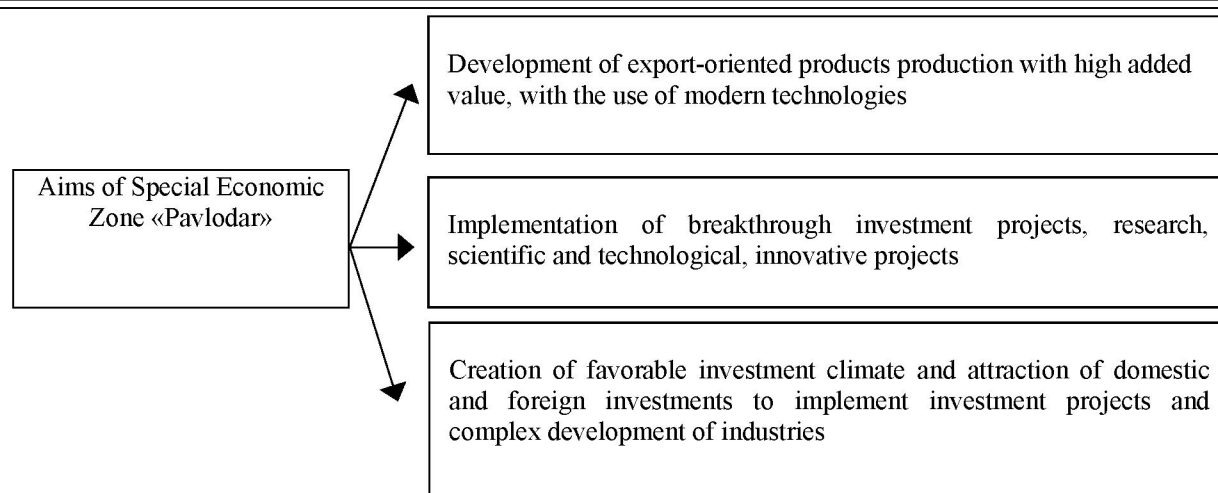 Development of export-oriented products production with high added
value, with the use of modern technologies
Aims of Special Economic
Zone «Pavlodar»
Implementation of breakthrough investment projects, research,
scientific and technological, innovative projects
Creation of favorable investment climate and attraction of domestic
and foreign investments to implement investment projects and
complex development of industries